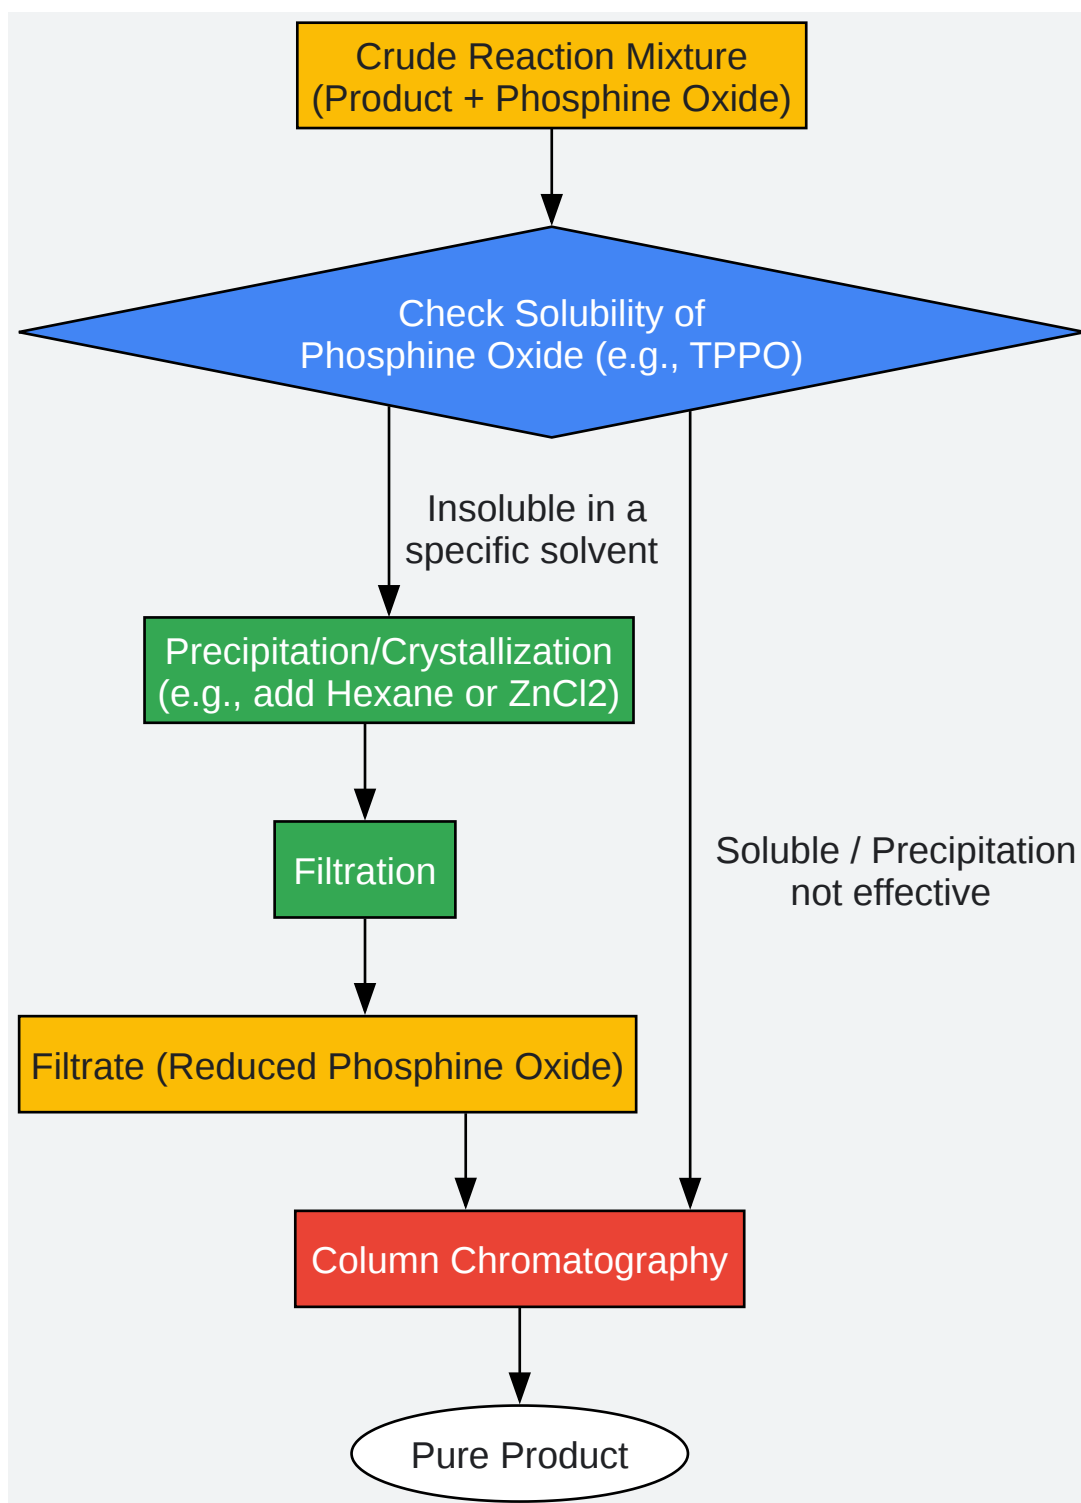 Crude Reaction Mixture
(Product + Phosphine Oxide)
Check Solubility of
Phosphine Oxide (e.g., TPPO)
Insoluble in a
specific solvent
Precipitation/Crystallization
(e.g., add Hexane or ZnCl2)
Filtration
Soluble / Precipitation
not effective
Filtrate (Reduced Phosphine Oxide)
Column Chromatography
Pure Product